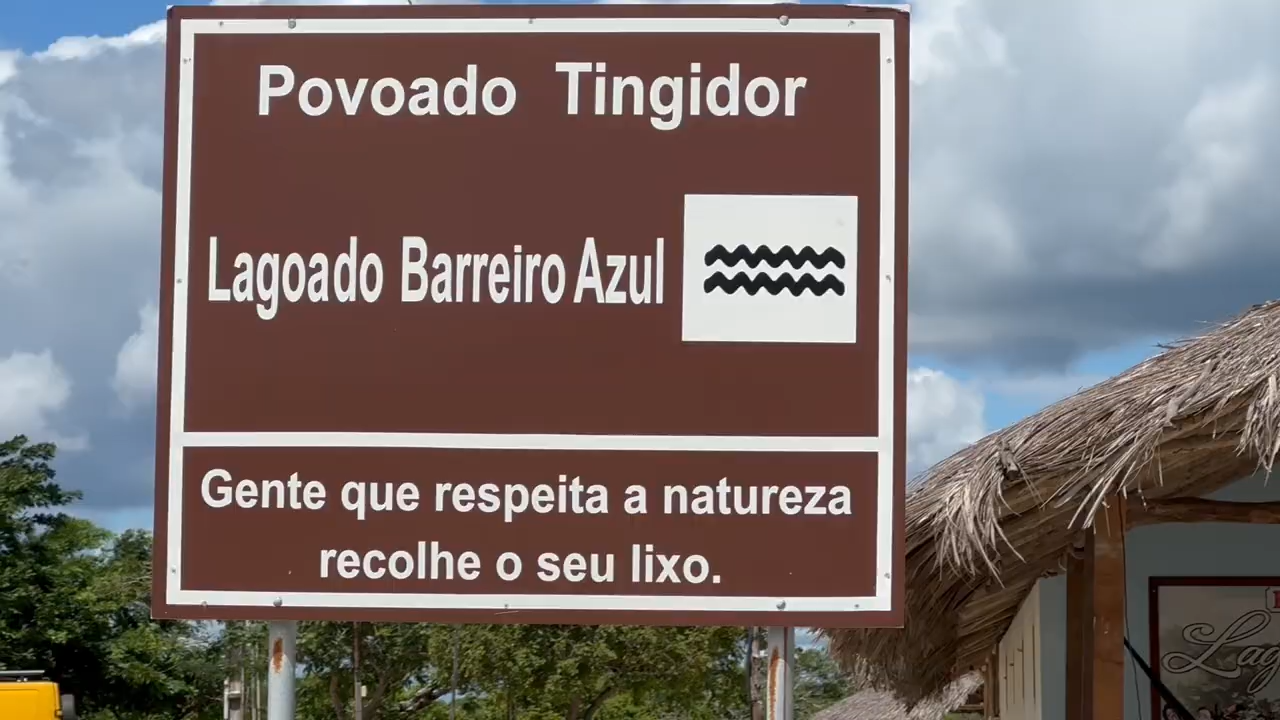 Povoado Tingidor
Lagoado Barreiro Azul
Gente que respeita a natureza
recolhe o seu lixo.